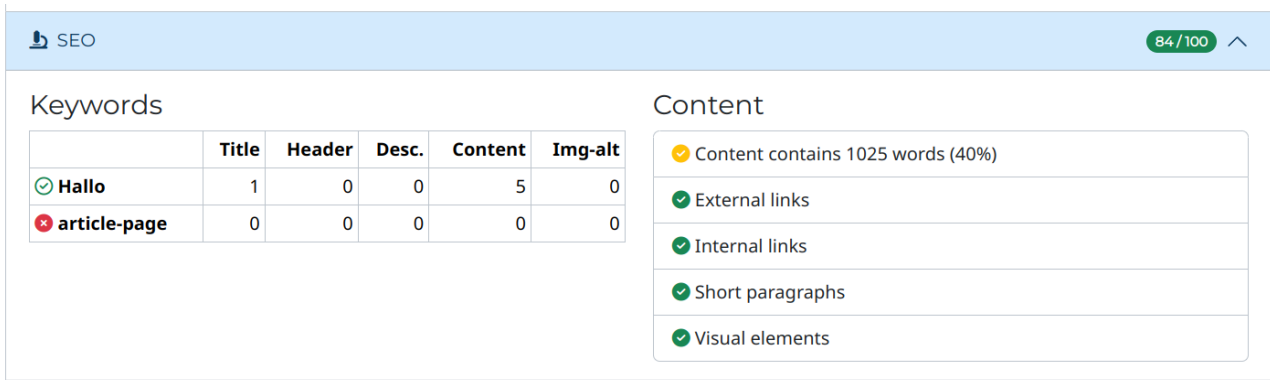 SEO 84/100
Keywords
Title Header Desc. Content Img-alt
Hallo 1 0 0 5 0
article-page 0 0 0 0 0
Content
Content contains 1025 words (40%)
External links
Internal links
Short paragraphs
Visual elements